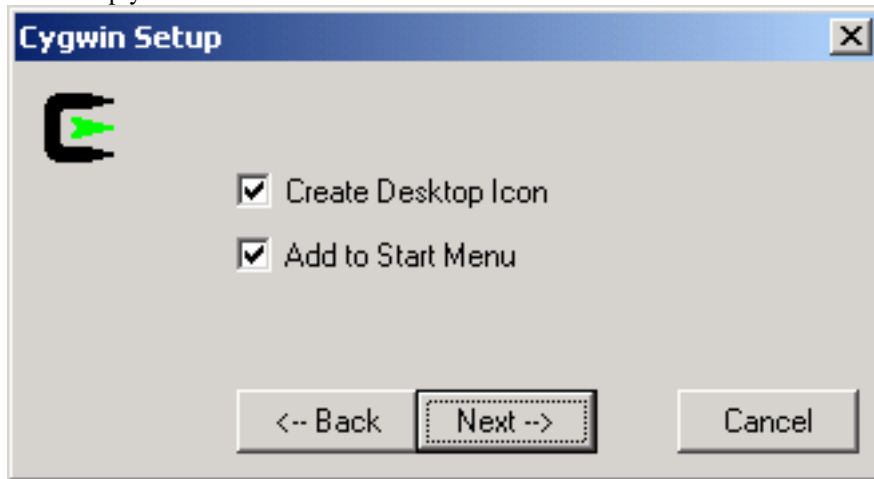 Cygwin Setup
Create Desktop Icon
Add to Start Menu
<-- Back Next --> Cancel